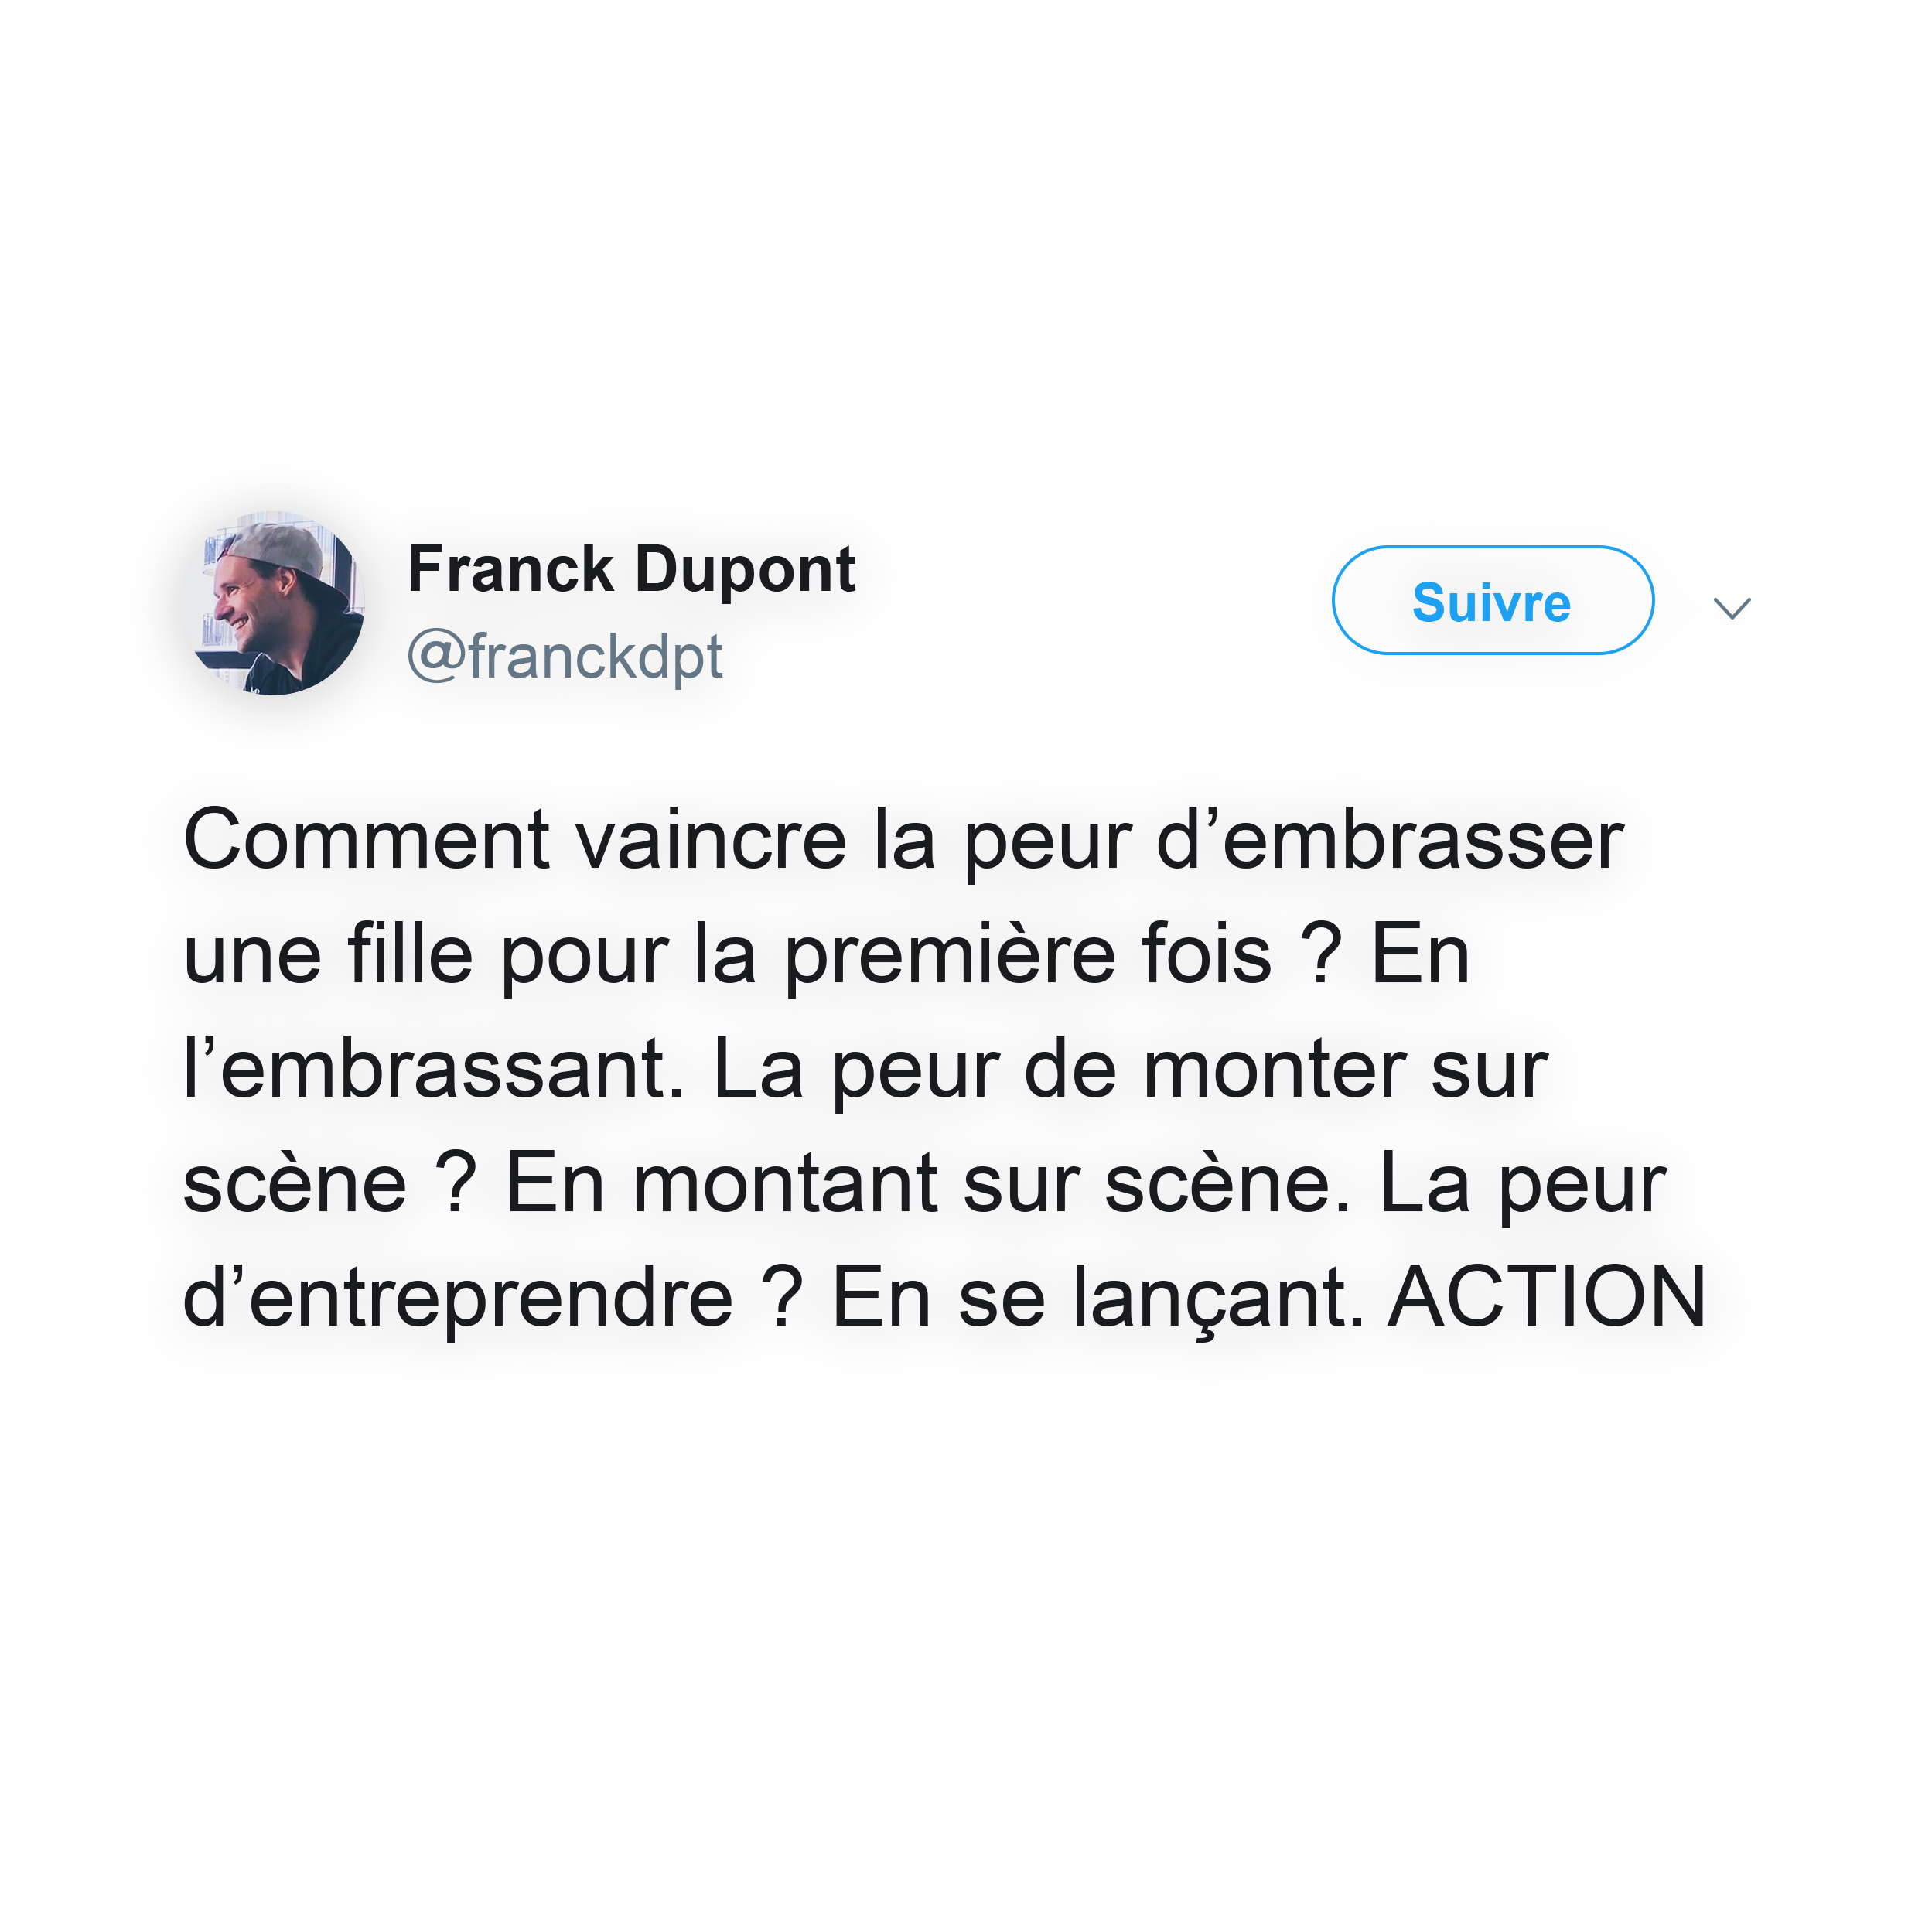 Franck Dupont
@franckdpt
Suivre
Comment vaincre la peur d’embrasser
une fille pour la première fois ? En
l’embrassant. La peur de monter sur
scène ? En montant sur scène. La peur
d’entreprendre ? En se lançant. ACTION